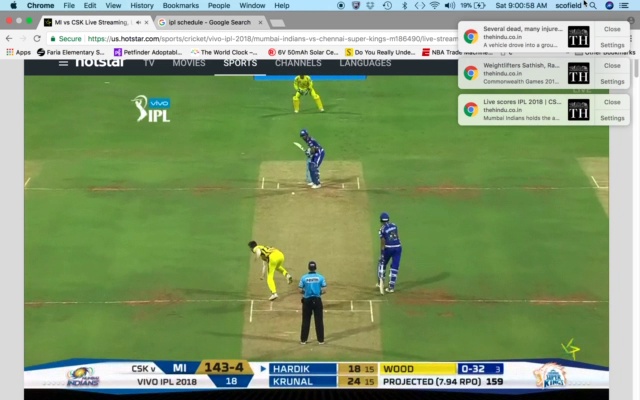 Chrome File Edit View History Bookmarks People Window Help
19% Sat 9:00:58 AM scofield
MI vs CSK Live Streaming,
ipl schedule - Google Search
Secure https://us.hotstar.com/sports/cricket/vivo-ipl-2018/mumbai-indians-vs-chennai-super-kings-m186490/live-stream
Apps Faria Elementary S... Petfinder Adoptabl... The World Clock -... 6V 50mAh Solar Ce... Do You Really Unde... NBA Trade
Other Bookmarks
Several dead, many injure...
thehindu.co.in
A vehicle drove into a grou...
TH
Close
Settings
Weightlifters Sathish, Ra...
thehindu.co.in
Commonwealth Games 201...
TH
Close
Settings
Live scores IPL 2018 | CS...
thehindu.co.in
Mumbai Indians holds the a...
TH
Close
Settings
hotstar TV MOVIES SPORTS CHANNELS LANGUAGES
VIVO
IPL
CSK v MI 143-4 HARDIK 18 15 WOOD 0-32 3
VIVO IPL 2018 18 KRUNAL 24 15 PROJECTED (7.94 RPO) 159
MUMBAI
INDIANS
SUPER
KINGS